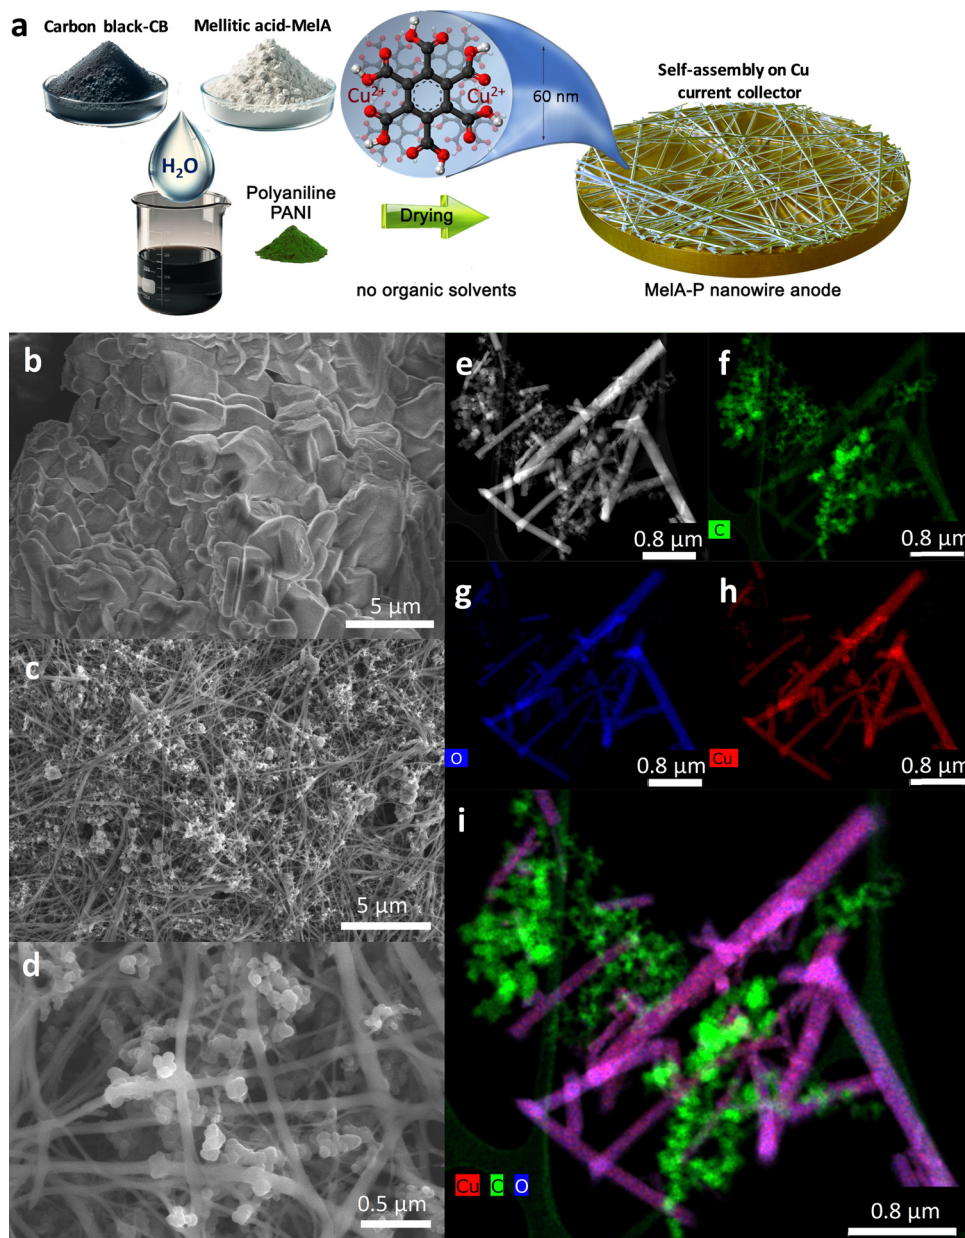 a
Carbon black-CB
Mellitic acid-MelA
H₂O
Polyaniline
PANI
Cu²⁺
Cu²⁺
60 nm
Drying
no organic solvents
Self-assembly on Cu
current collector
MelA-P nanowire anode
b
5 µm
c
5 µm
d
0.5 µm
e
0.8 µm
f
C
0.8 µm
g
O
0.8 µm
h
Cu
0.8 µm
i
Cu C O
0.8 µm